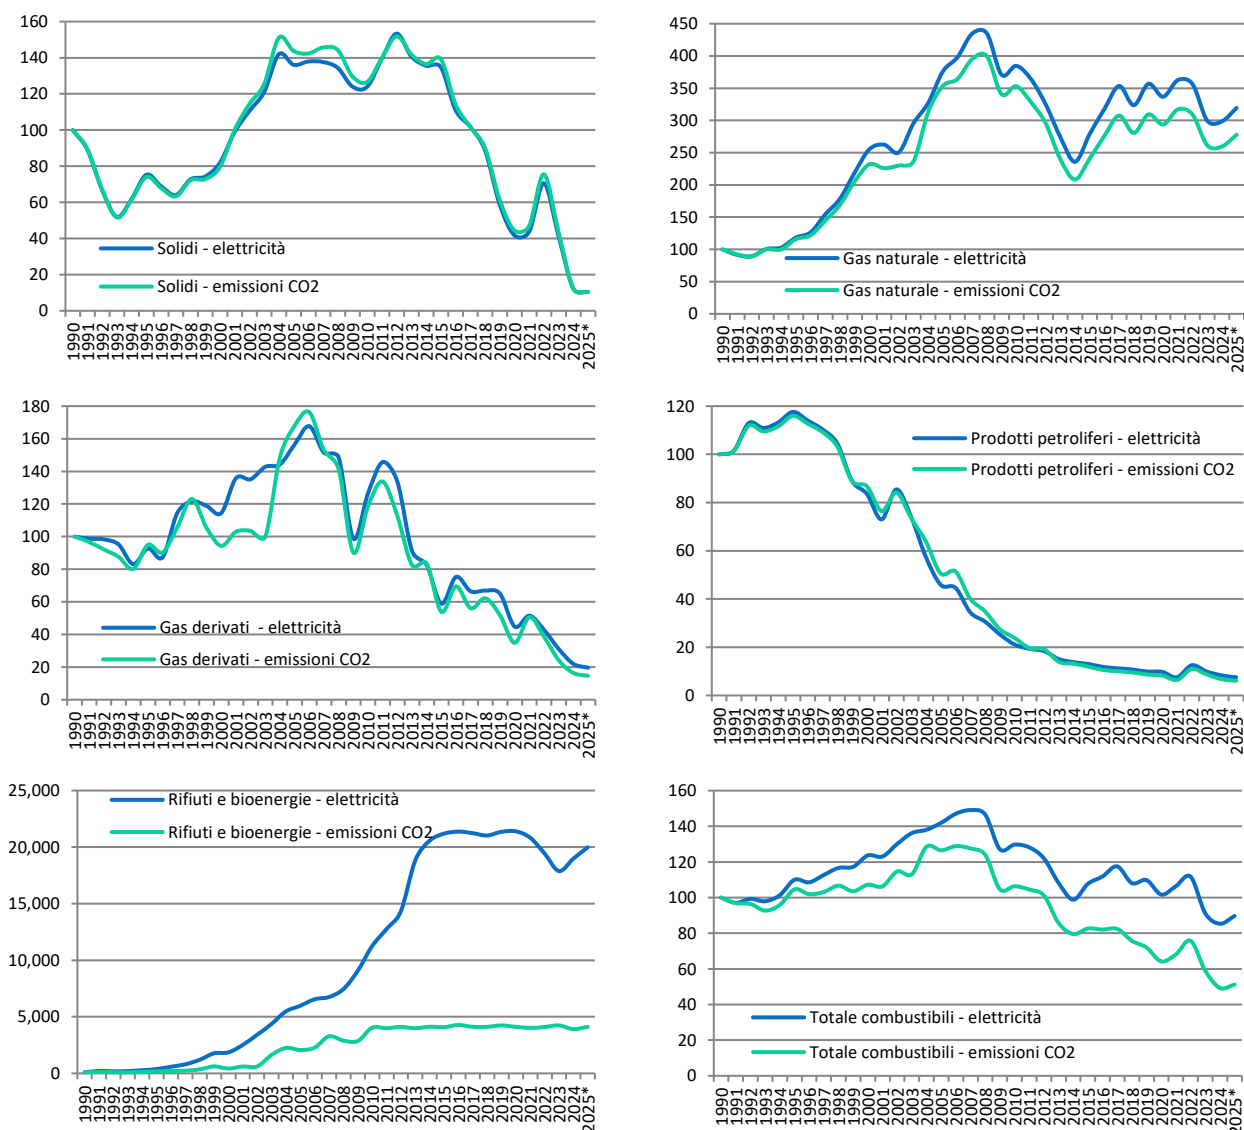 160
140
120
100
80
60
40
20
0
Solidi - elettricità
Solidi - emissioni CO2
1990 1991 1992 1993 1994 1995 1996 1997 1998 1999 2000 2001 2002 2003 2004 2005 2006 2007 2008 2009 2010 2011 2012 2013 2014 2015 2016 2017 2018 2019 2020 2021 2022 2023 2024 2025*
450
400
350
300
250
200
150
100
50
0
Gas naturale - elettricità
Gas naturale - emissioni CO2
1990 1991 1992 1993 1994 1995 1996 1997 1998 1999 2000 2001 2002 2003 2004 2005 2006 2007 2008 2009 2010 2011 2012 2013 2014 2015 2016 2017 2018 2019 2020 2021 2022 2023 2024 2025*
180
160
140
120
100
80
60
40
20
0
Gas derivati - elettricità
Gas derivati - emissioni CO2
1990 1991 1992 1993 1994 1995 1996 1997 1998 1999 2000 2001 2002 2003 2004 2005 2006 2007 2008 2009 2010 2011 2012 2013 2014 2015 2016 2017 2018 2019 2020 2021 2022 2023 2024 2025*
120
100
80
60
40
20
0
Prodotti petroliferi - elettricità
Prodotti petroliferi - emissioni CO2
1990 1991 1992 1993 1994 1995 1996 1997 1998 1999 2000 2001 2002 2003 2004 2005 2006 2007 2008 2009 2010 2011 2012 2013 2014 2015 2016 2017 2018 2019 2020 2021 2022 2023 2024 2025*
25,000
20,000
15,000
10,000
5,000
0
Rifiuti e bioenergie - elettricità
Rifiuti e bioenergie - emissioni CO2
1990 1991 1992 1993 1994 1995 1996 1997 1998 1999 2000 2001 2002 2003 2004 2005 2006 2007 2008 2009 2010 2011 2012 2013 2014 2015 2016 2017 2018 2019 2020 2021 2022 2023 2024 2025*
160
140
120
100
80
60
40
20
0
Totale combustibili - elettricità
Totale combustibili - emissioni CO2
1990 1991 1992 1993 1994 1995 1996 1997 1998 1999 2000 2001 2002 2003 2004 2005 2006 2007 2008 2009 2010 2011 2012 2013 2014 2015 2016 2017 2018 2019 2020 2021 2022 2023 2024 2025*